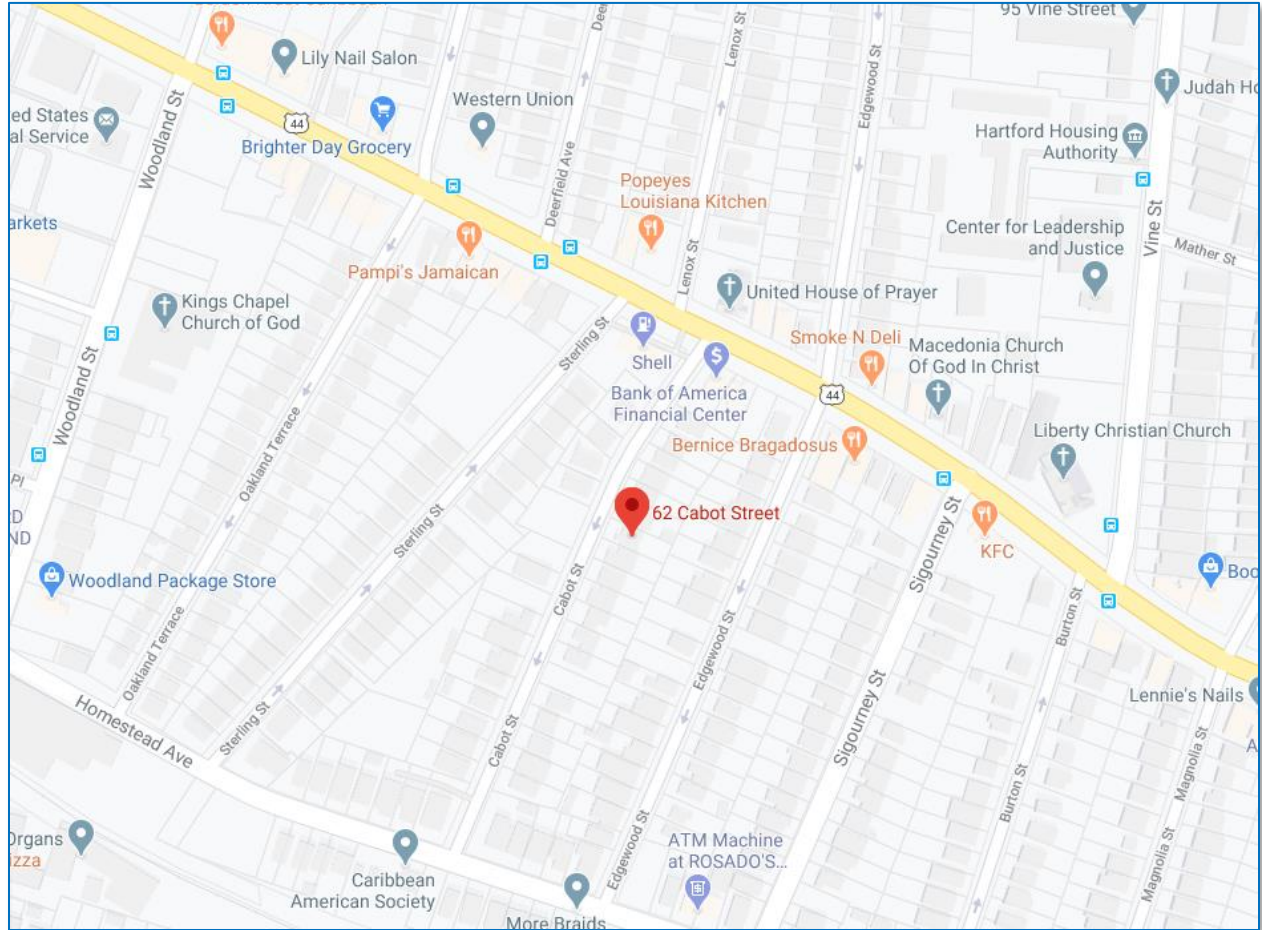 95 Vine Street
Lily Nail Salon
Western Union
Judah Ho
ed States
al Service
Woodland St
44
Brighter Day Grocery
Deerfield Ave
Lenox St
Edgewood St
Hartford Housing
Authority
Popeyes
Louisiana Kitchen
Center for Leadership
and Justice
Vine St
Mather St
arkets
Pampi's Jamaican
Lenox St
Kings Chapel
Church of God
United House of Prayer
Sterling St
Shell
Smoke N Deli
Macedonia Church
Of God In Christ
Woodland St
Bank of America
Financial Center
44
Oakland Terrace
Bernice Bragadosus
Liberty Christian Church
Pl
D
ND
Sterling St
62 Cabot Street
Sigourney St
KFC
Woodland Package Store
Cabot St
Boo
Burton St
Oakland Terrace
Edgewood St
Homestead Ave
Sterling St
Cabot St
Sigourney St
Lennie's Nails
A
Magnolia St
Burton St
Organs
izza
Caribbean
American Society
ATM Machine
at ROSADO'S...
Edgewood St
Magnolia St
More Braids